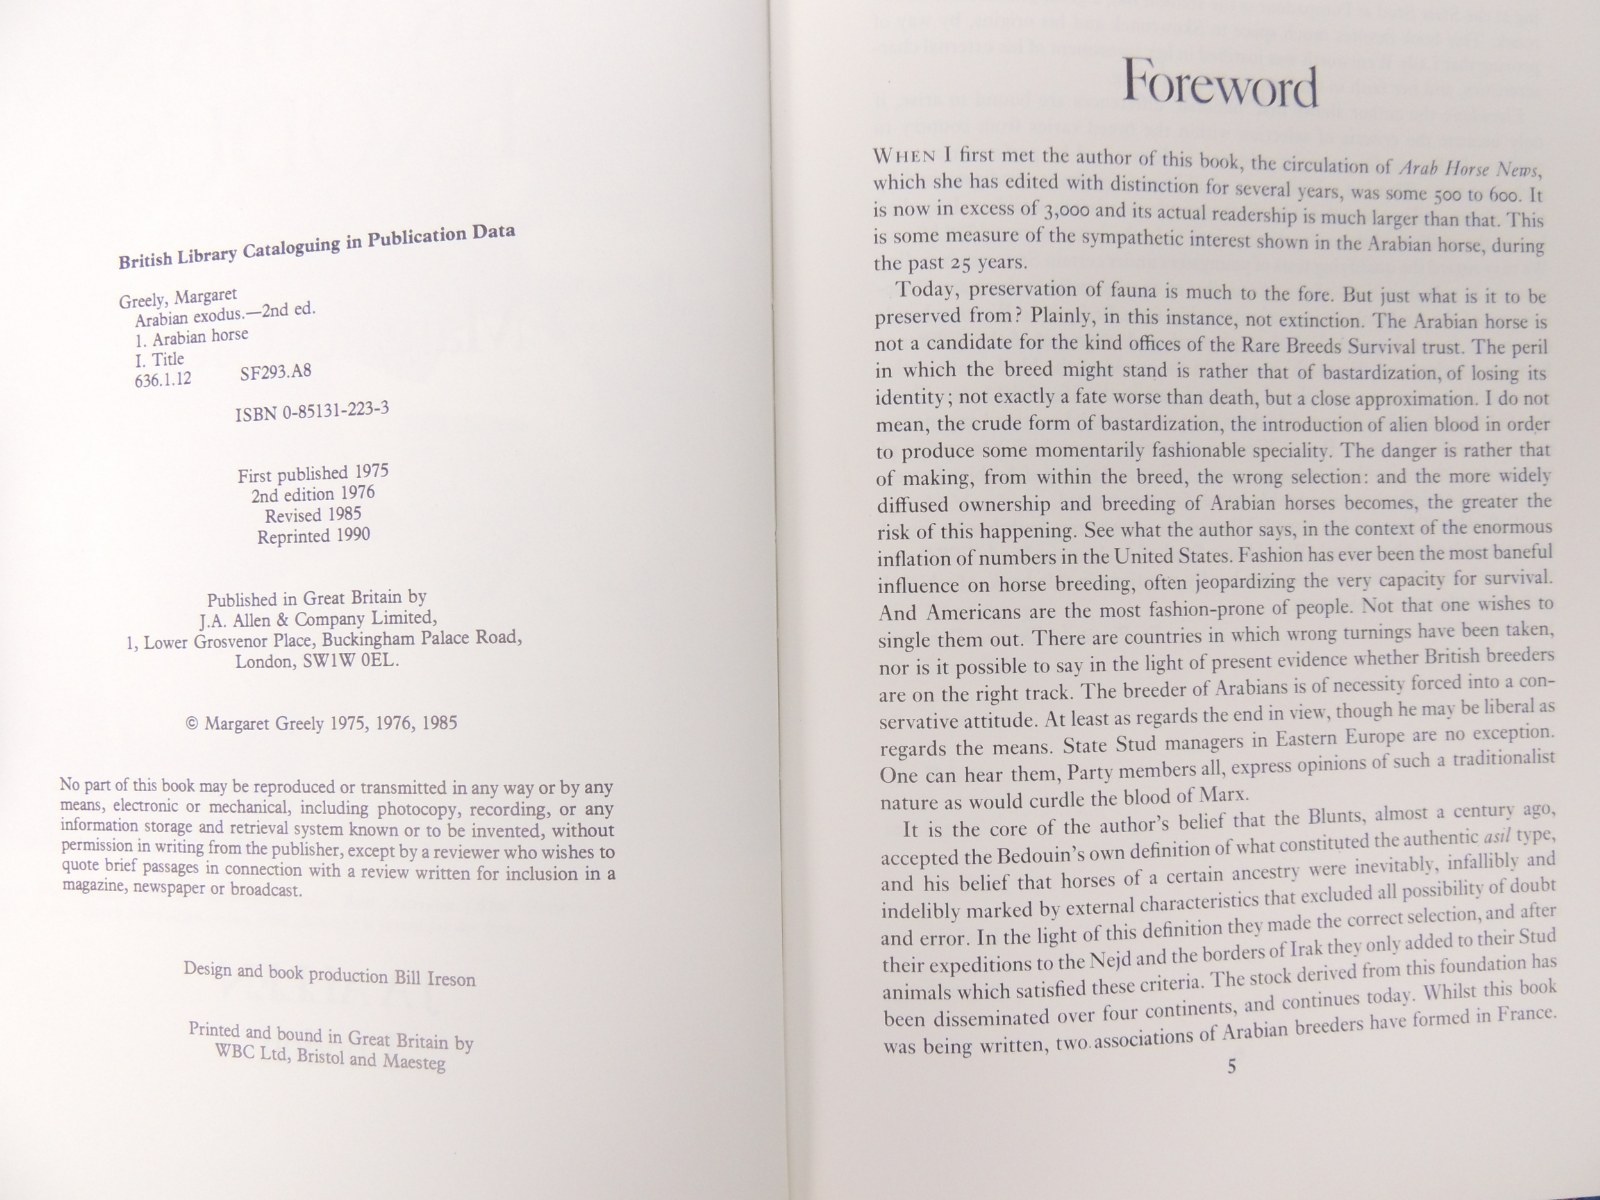 British Library Cataloguing in Publication Data
Greely, Margaret
Arabian exodus.—2nd ed.
1. Arabian horse
I. Title
636.1.12 SF293.A8
ISBN 0-85131-223-3
First published 1975
2nd edition 1976
Revised 1985
Reprinted 1990
Published in Great Britain by
J.A. Allen & Company Limited,
1, Lower Grosvenor Place, Buckingham Palace Road,
London, SW1W 0EL.
© Margaret Greely 1975, 1976, 1985
No part of this book may be reproduced or transmitted in any way or by any
means, electronic or mechanical, including photocopy, recording, or any
information storage and retrieval system known or to be invented, without
permission in writing from the publisher, except by a reviewer who wishes to
quote brief passages in connection with a review written for inclusion in a
magazine, newspaper or broadcast.
Design and book production Bill Ireson
Printed and bound in Great Britain by
WBC Ltd, Bristol and Maesteg
Foreword
WHEN I first met the author of this book, the circulation of Arab Horse News,
which she has edited with distinction for several years, was some 500 to 600. It
is now in excess of 3,000 and its actual readership is much larger than that. This
is some measure of the sympathetic interest shown in the Arabian horse, during
the past 25 years.
Today, preservation of fauna is much to the fore. But just what is it to be
preserved from? Plainly, in this instance, not extinction. The Arabian horse is
not a candidate for the kind offices of the Rare Breeds Survival trust. The peril
in which the breed might stand is rather that of bastardization, of losing its
identity; not exactly a fate worse than death, but a close approximation. I do not
mean, the crude form of bastardization, the introduction of alien blood in order
to produce some momentarily fashionable speciality. The danger is rather that
of making, from within the breed, the wrong selection: and the more widely
diffused ownership and breeding of Arabian horses becomes, the greater the
risk of this happening. See what the author says, in the context of the enormous
inflation of numbers in the United States. Fashion has ever been the most baneful
influence on horse breeding, often jeopardizing the very capacity for survival.
And Americans are the most fashion-prone of people. Not that one wishes to
single them out. There are countries in which wrong turnings have been taken,
nor is it possible to say in the light of present evidence whether British breeders
are on the right track. The breeder of Arabians is of necessity forced into a con-
servative attitude. At least as regards the end in view, though he may be liberal as
regards the means. State Stud managers in Eastern Europe are no exception.
One can hear them, Party members all, express opinions of such a traditionalist
nature as would curdle the blood of Marx.
It is the core of the author's belief that the Blunts, almost a century ago,
accepted the Bedouin's own definition of what constituted the authentic asil type,
and his belief that horses of a certain ancestry were inevitably, infallibly and
indelibly marked by external characteristics that excluded all possibility of doubt
and error. In the light of this definition they made the correct selection, and after
their expeditions to the Nejd and the borders of Irak they only added to their Stud
animals which satisfied these criteria. The stock derived from this foundation has
been disseminated over four continents, and continues today. Whilst this book
was being written, two associations of Arabian breeders have formed in France.
5